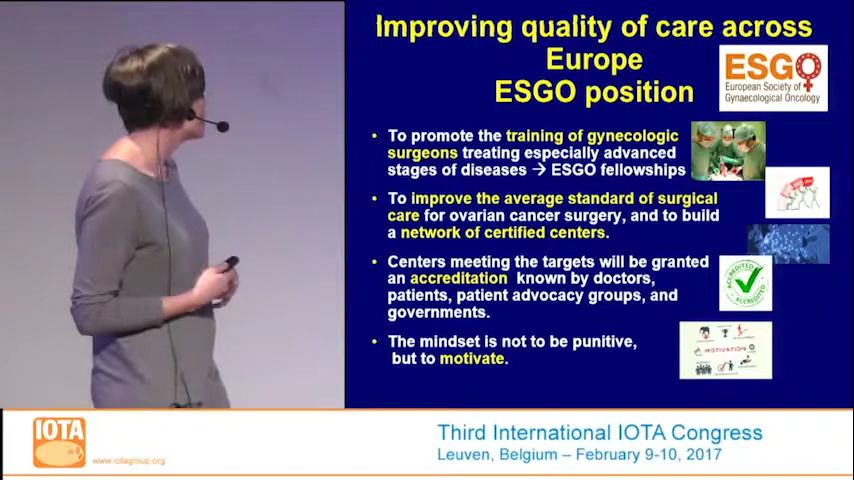 Improving quality of care across
Europe
ESGO position
ESGO
European Society of
Gynaecological Oncology
• To promote the training of gynecologic
surgeons treating especially advanced
stages of diseases → ESGO fellowships
• To improve the average standard of surgical
care for ovarian cancer surgery, and to build
a network of certified centers.
• Centers meeting the targets will be granted
an accreditation known by doctors,
patients, patient advocacy groups, and
governments.
ACCREDITED
ACCREDITED
• The mindset is not to be punitive,
but to motivate.
MOTIVATION
IOTA
www.iotagroup.org
Third International IOTA Congress
Leuven, Belgium – February 9-10, 2017